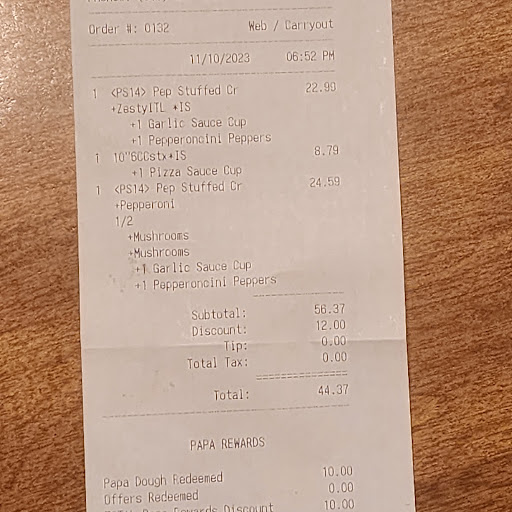 Order #: 0132 Web / Carryout
11/10/2023 06:52 PM
1 <PS14> Pep Stuffed Cr 22.99
+ZestyITL +IS
+1 Garlic Sauce Cup
+1 Pepperoncini Peppers
1 10"6CCstx+IS 8.79
+1 Pizza Sauce Cup
1 <PS14> Pep Stuffed Cr 24.59
+Pepperoni
1/2
+Mushrooms
+Mushrooms
+1 Garlic Sauce Cup
+1 Pepperoncini Peppers
Subtotal: 56.37
Discount: 12.00
Tip: 0.00
Total Tax: 0.00
Total: 44.37
PAPA REWARDS
Papa Dough Redeemed 10.00
Offers Redeemed 0.00
Rewards Discount 10.00